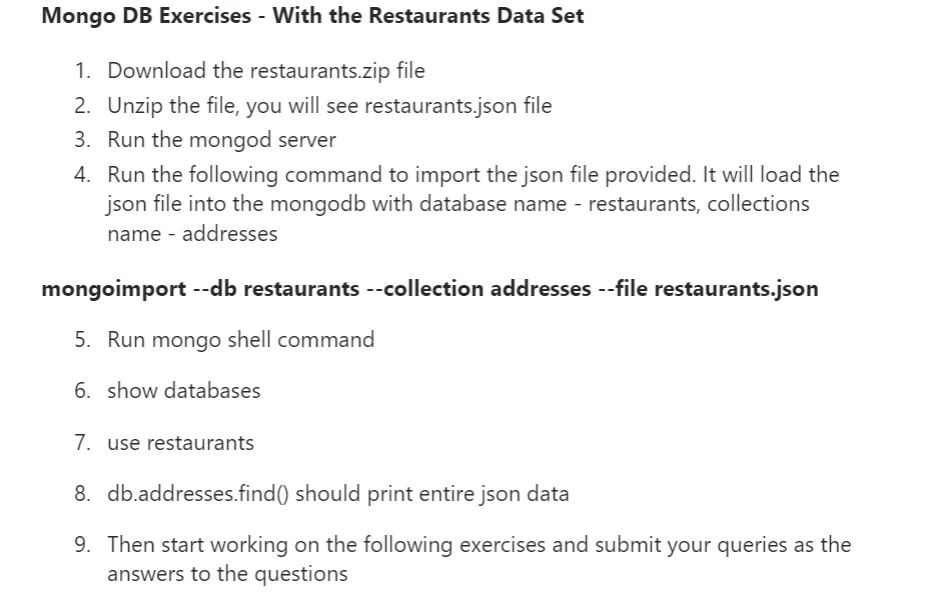 Mongo DB Exercises - With the Restaurants Data Set
1. Download the restaurants.zip file
2. Unzip the file, you will see restaurants.json file
3. Run the mongod server
4. Run the following command to import the json file provided. It will load the
json file into the mongodb with database name - restaurants, collections
name - addresses
mongoimport --db restaurants --collection addresses --file restaurants.json
5. Run mongo shell command
6. show databases
7. use restaurants
8. db.addresses.find() should print entire json data
9. Then start working on the following exercises and submit your queries as the
answers to the questions